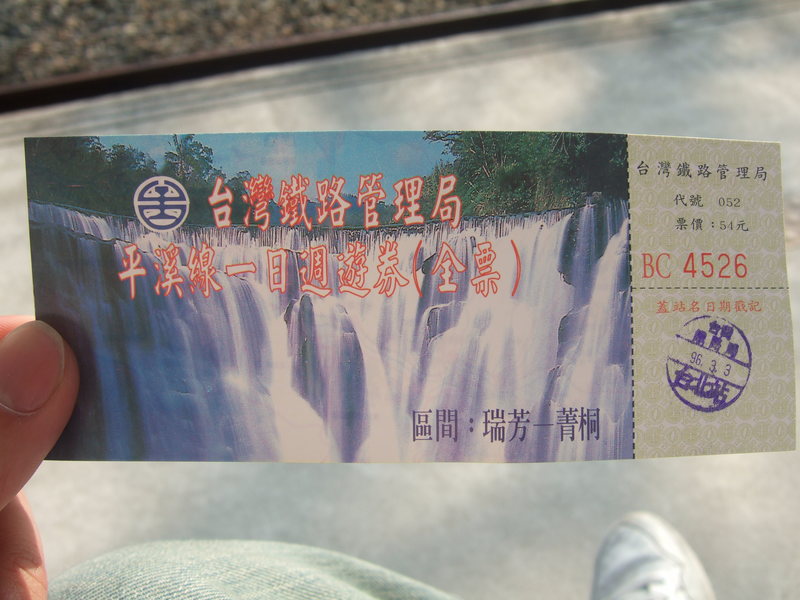 台灣鐵路管理局
平溪線一日週遊券(全票)
區間：瑞芳－菁桐
台灣鐵路管理局
代號 052
票價：54元
BC 4526
蓋站名日期戳記
台灣
96.3.3
台北站